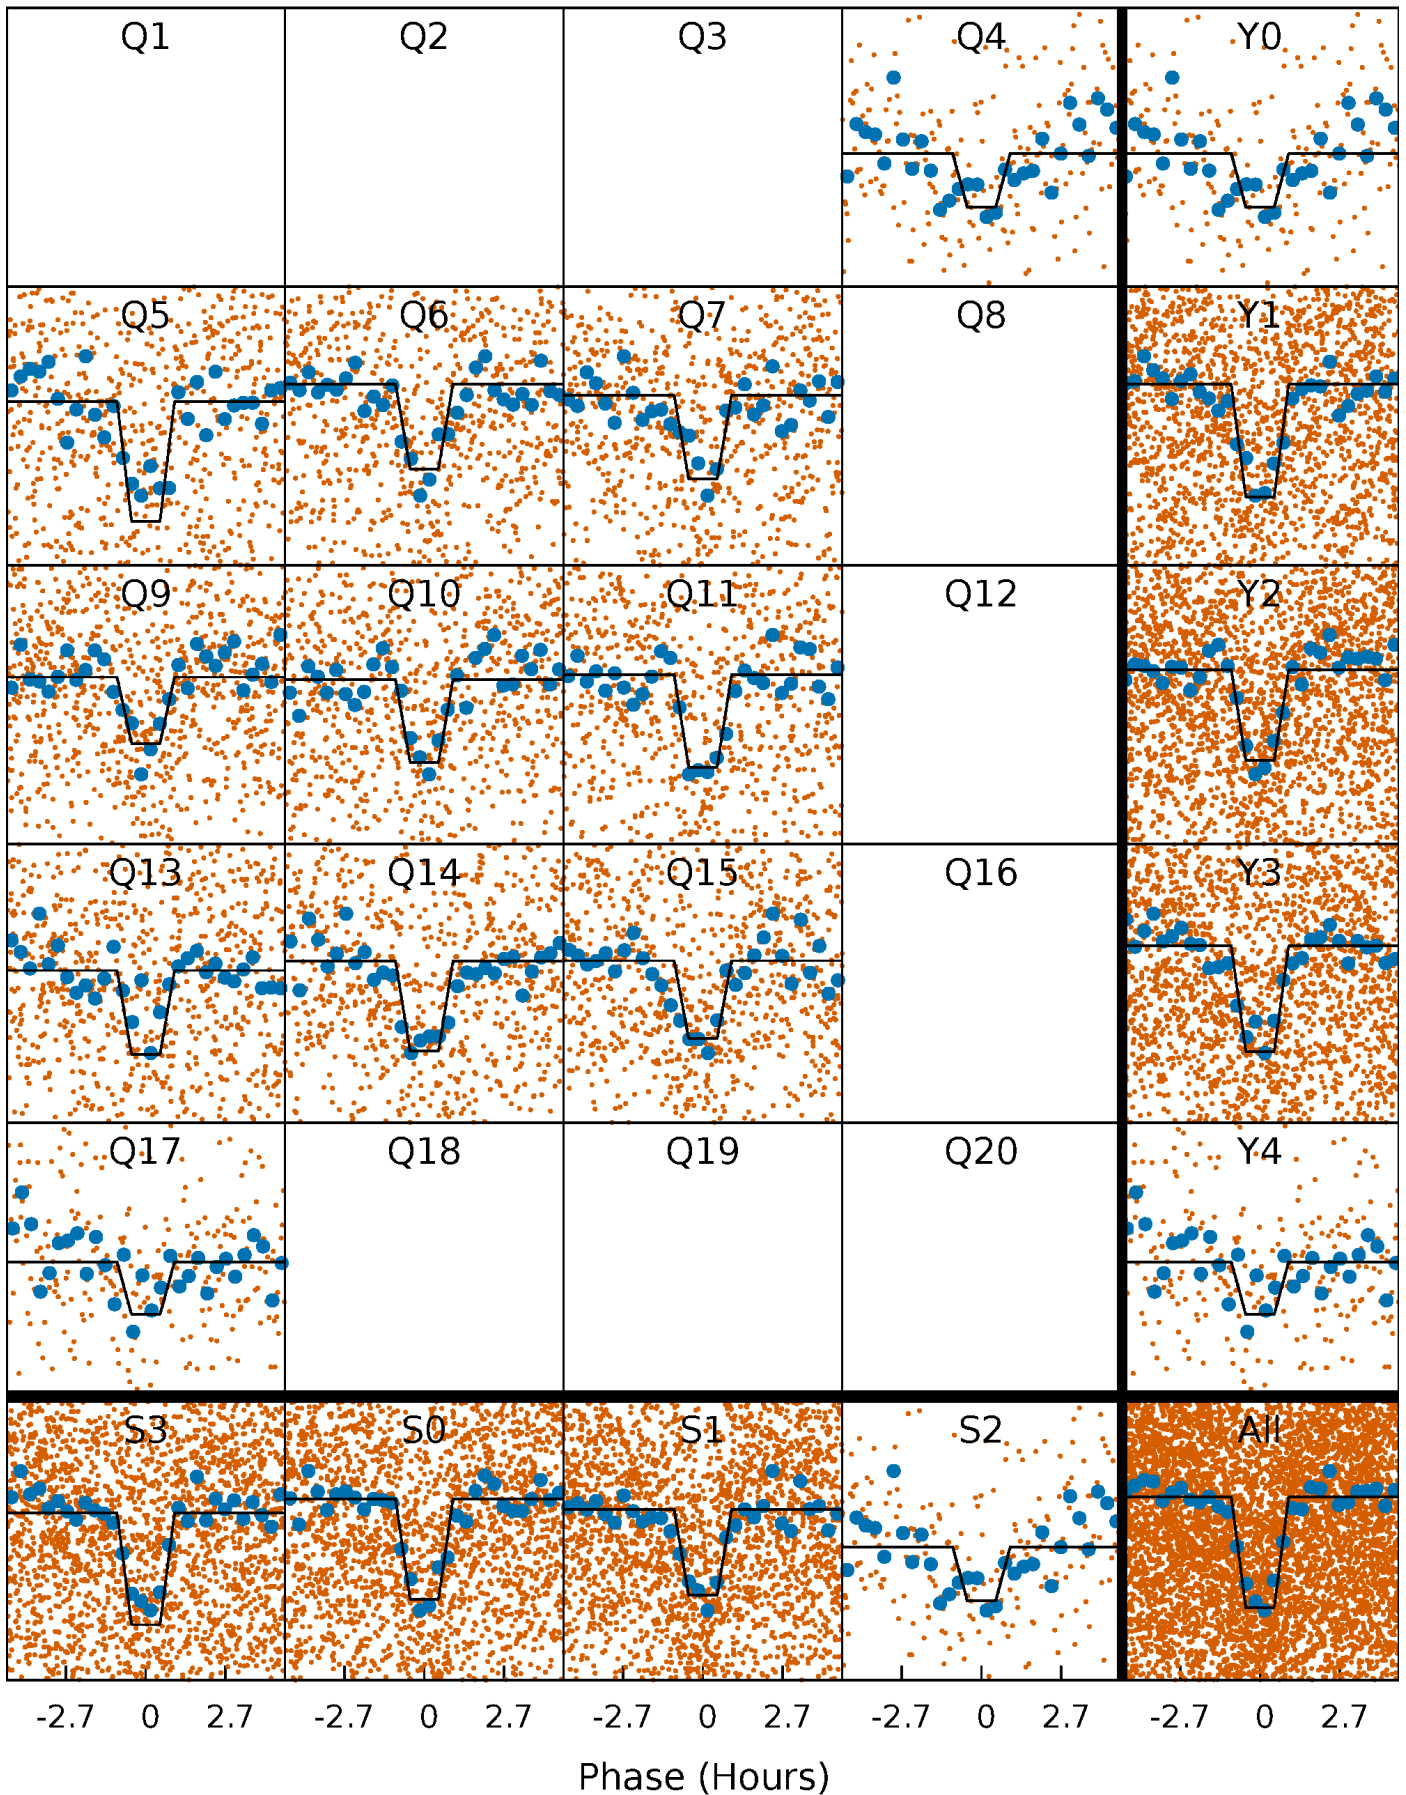 Q1 Q2 Q3 Q4 Y0
Q5 Q6 Q7 Q8 Y1
Q9 Q10 Q11 Q12 Y2
Q13 Q14 Q15 Q16 Y3
Q17 Q18 Q19 Q20 Y4
S3 S0 S1 S2 All
-2.7 0 2.7 -2.7 0 2.7 -2.7 0 2.7 -2.7 0 2.7 -2.7 0 2.7
Phase (Hours)